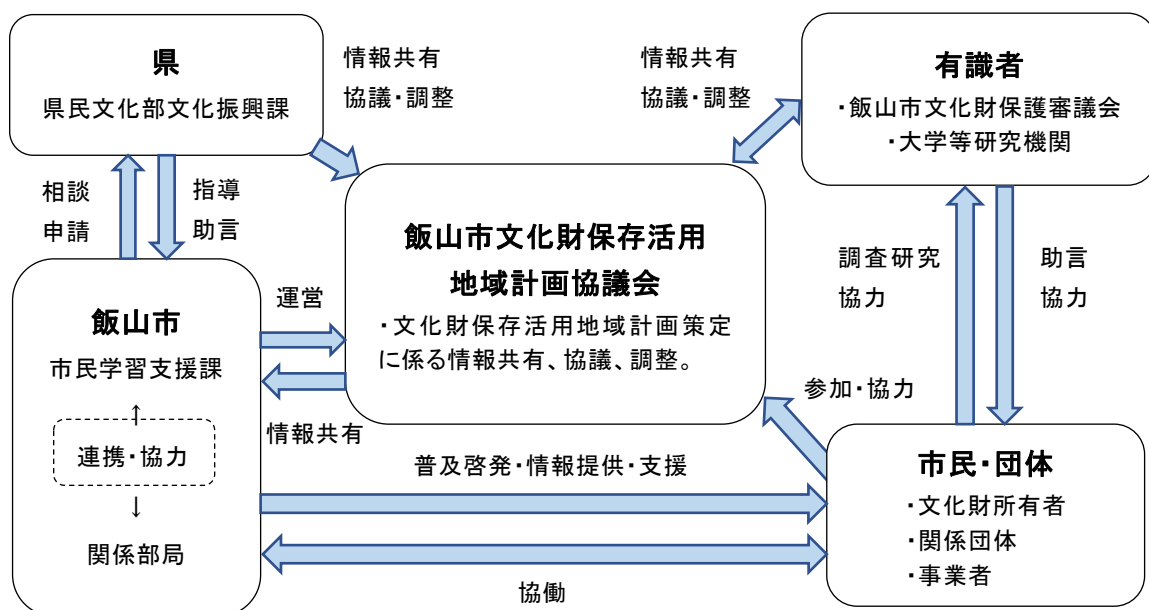 県
県民文化部文化振興課
情報共有
協議・調整
情報共有
協議・調整
有識者
・飯山市文化財保護審議会
・大学等研究機関
相談
申請
指導
助言
飯山市文化財保存活用
地域計画協議会
・文化財保存活用地域計画策定
に係る情報共有、協議、調整。
調査研究
協力
助言
協力
飯山市
市民学習支援課
↑
連携・協力
↓
関係部局
運営
情報共有
参加・協力
普及啓発・情報提供・支援
協働
市民・団体
・文化財所有者
・関係団体
・事業者